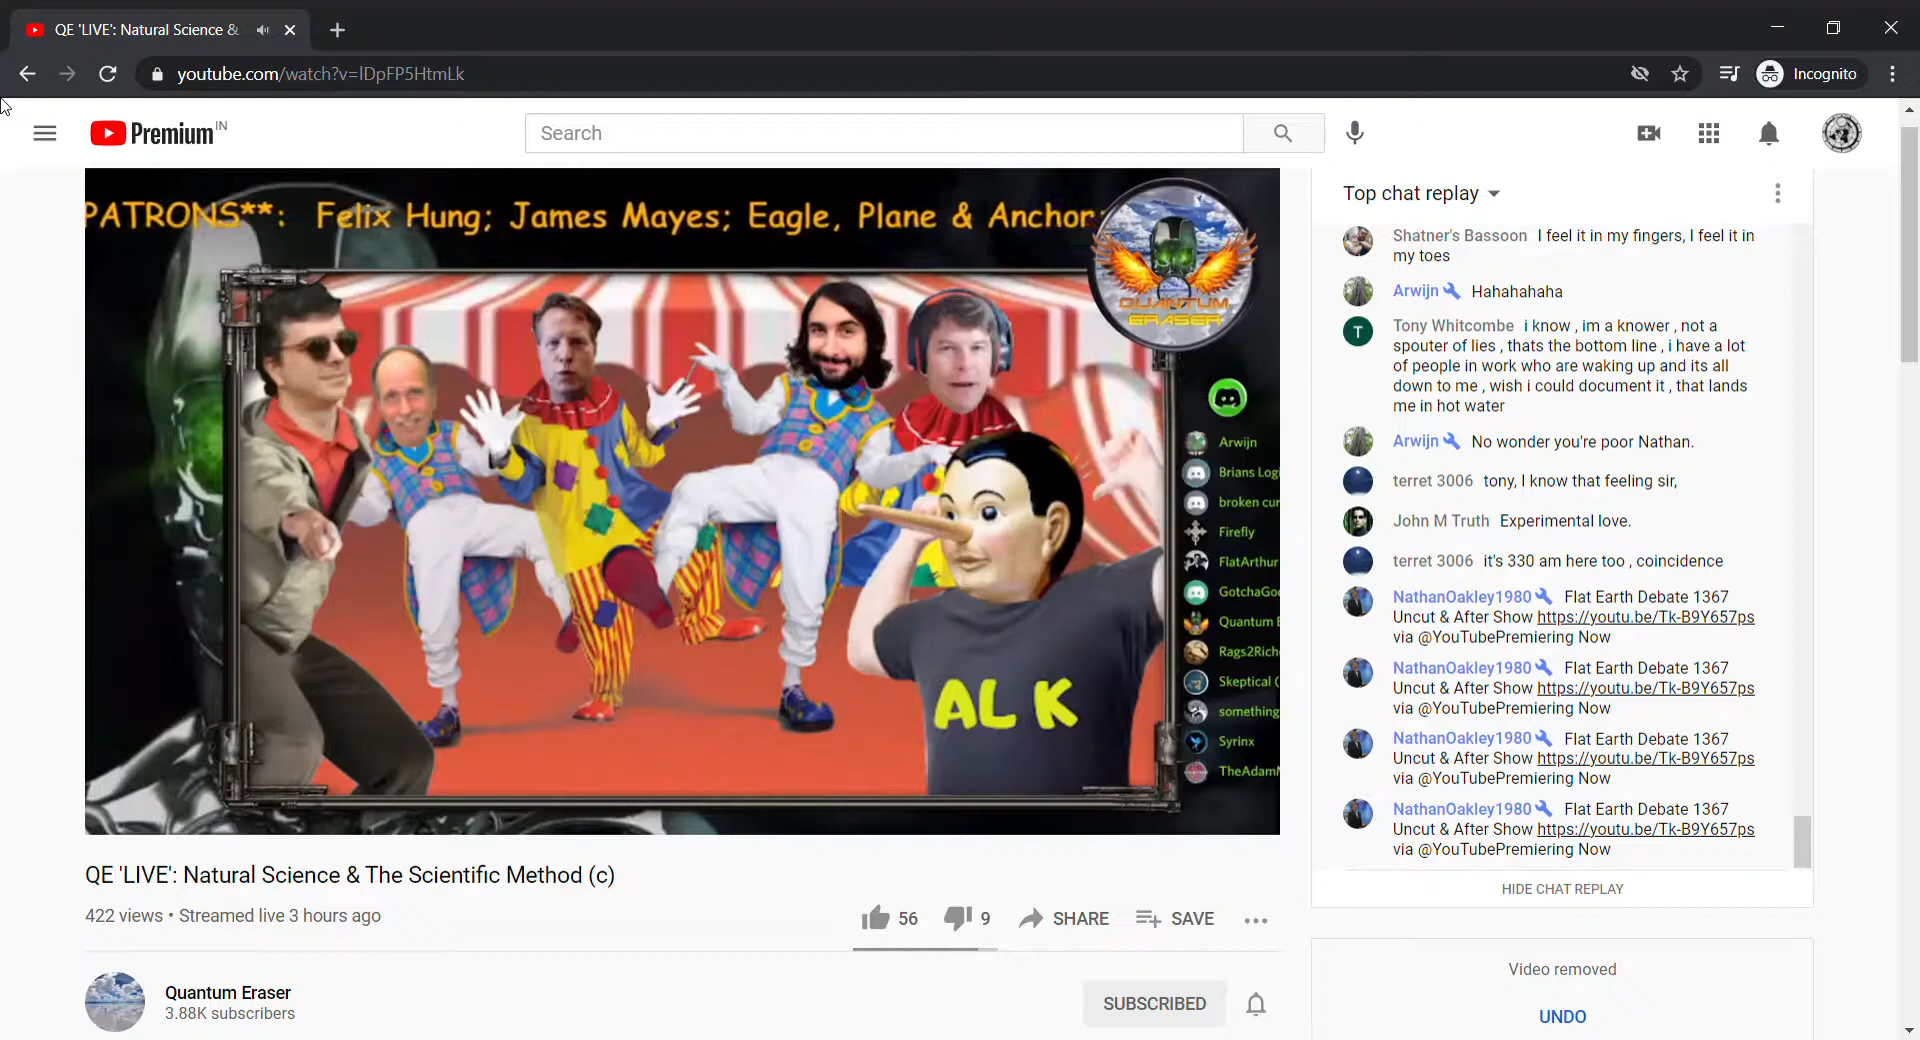 QE 'LIVE': Natural Science &
youtube.com/watch?v=lDpFP5HtmLk
Incognito
Premium IN
Search
PATRONS**: Felix Hung; James Mayes; Eagle, Plane & Anchor;
QUANTUM
ERASER
Arwijn
Brians Logi
broken cur
Firefly
FlatArthur
GotchaGo
Quantum E
Rags2Rich
Skeptical (
something
Syrinx
TheAdamM
AL K
QE 'LIVE': Natural Science & The Scientific Method (c)
422 views • Streamed live 3 hours ago
56
9
SHARE
SAVE
Quantum Eraser
3.88K subscribers
SUBSCRIBED
Top chat replay
Shatner's Bassoon I feel it in my fingers, I feel it in
my toes
Arwijn Hahahahaha
T
Tony Whitcombe i know , im a knower , not a
spouter of lies , thats the bottom line , i have a lot
of people in work who are waking up and its all
down to me , wish i could document it , that lands
me in hot water
Arwijn No wonder you're poor Nathan.
terret 3006 tony, I know that feeling sir,
John M Truth Experimental love.
terret 3006 it's 330 am here too , coincidence
NathanOakley1980 Flat Earth Debate 1367
Uncut & After Show https://youtu.be/Tk-B9Y657ps
via @YouTubePremiering Now
NathanOakley1980 Flat Earth Debate 1367
Uncut & After Show https://youtu.be/Tk-B9Y657ps
via @YouTubePremiering Now
NathanOakley1980 Flat Earth Debate 1367
Uncut & After Show https://youtu.be/Tk-B9Y657ps
via @YouTubePremiering Now
NathanOakley1980 Flat Earth Debate 1367
Uncut & After Show https://youtu.be/Tk-B9Y657ps
via @YouTubePremiering Now
HIDE CHAT REPLAY
Video removed
UNDO